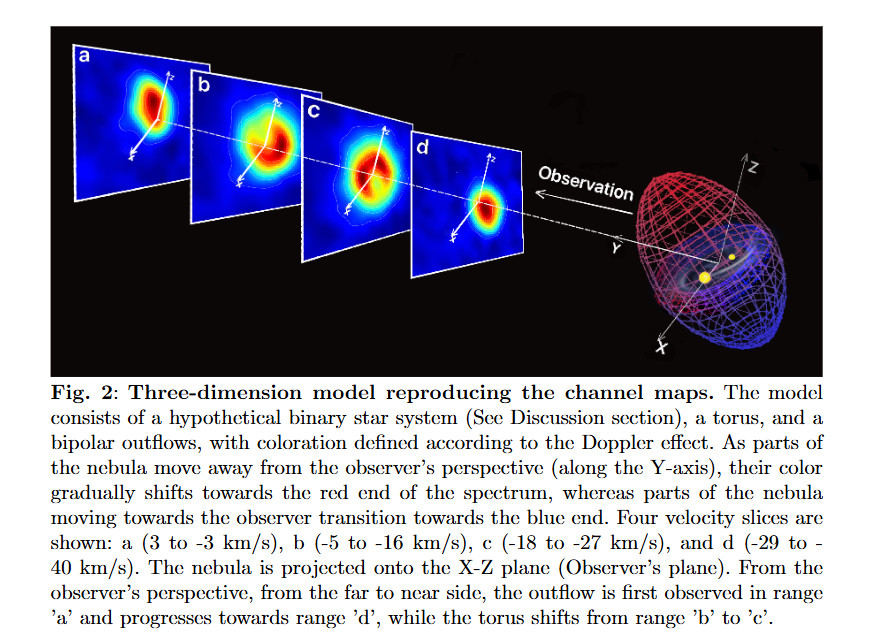 a
z
x
b
z
x
c
z
x
d
z
x
Observation
Z
Y
X
Fig. 2: Three-dimension model reproducing the channel maps. The model
consists of a hypothetical binary star system (See Discussion section), a torus, and a
bipolar outflows, with coloration defined according to the Doppler effect. As parts of
the nebula move away from the observer's perspective (along the Y-axis), their color
gradually shifts towards the red end of the spectrum, whereas parts of the nebula
moving towards the observer transition towards the blue end. Four velocity slices are
shown: a (3 to -3 km/s), b (-5 to -16 km/s), c (-18 to -27 km/s), and d (-29 to -
40 km/s). The nebula is projected onto the X-Z plane (Observer's plane). From the
observer's perspective, from the far to near side, the outflow is first observed in range
'a' and progresses towards range 'd', while the torus shifts from range 'b' to 'c'.